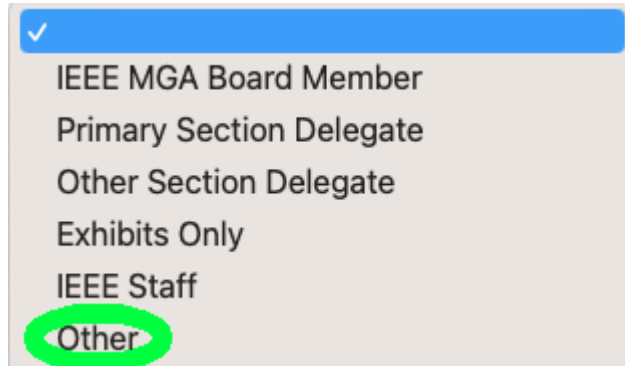 IEEE MGA Board Member
Primary Section Delegate
Other Section Delegate
Exhibits Only
IEEE Staff
Other